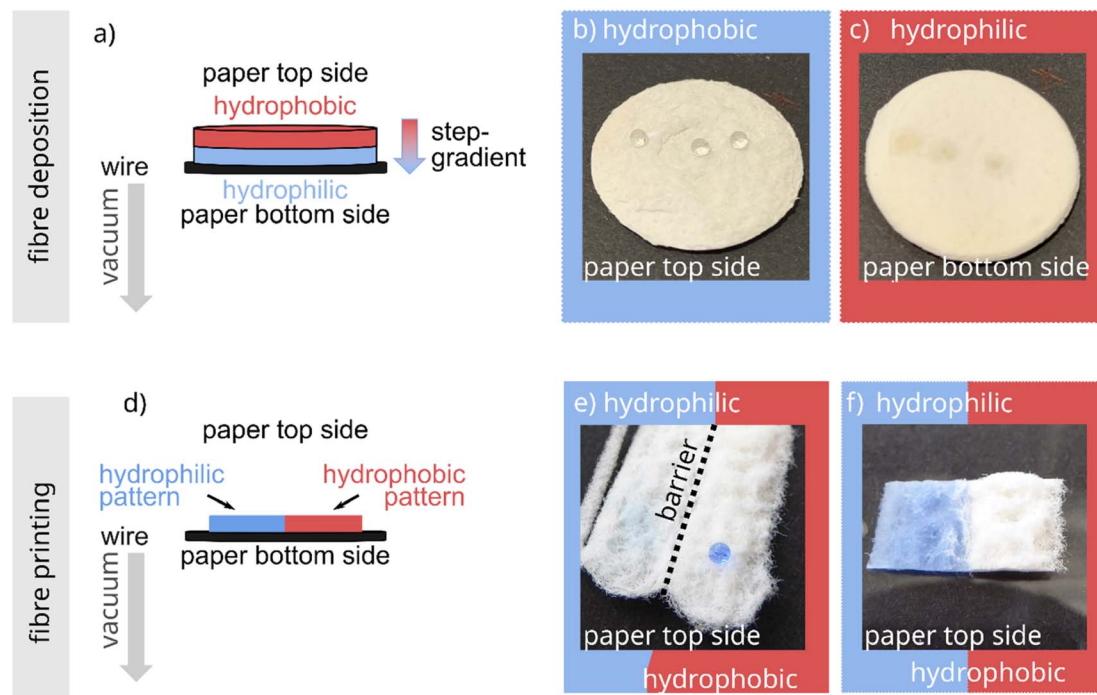 fibre deposition
a)
paper top side
hydrophobic
step-
gradient
wire
hydrophilic
paper bottom side
vacuum
b) hydrophobic
paper top side
c) hydrophilic
paper bottom side
fibre printing
d)
paper top side
hydrophilic
pattern
hydrophobic
pattern
wire
paper bottom side
vacuum
e) hydrophilic
barrier
paper top side
hydrophobic
f) hydrophilic
paper top side
hydrophobic